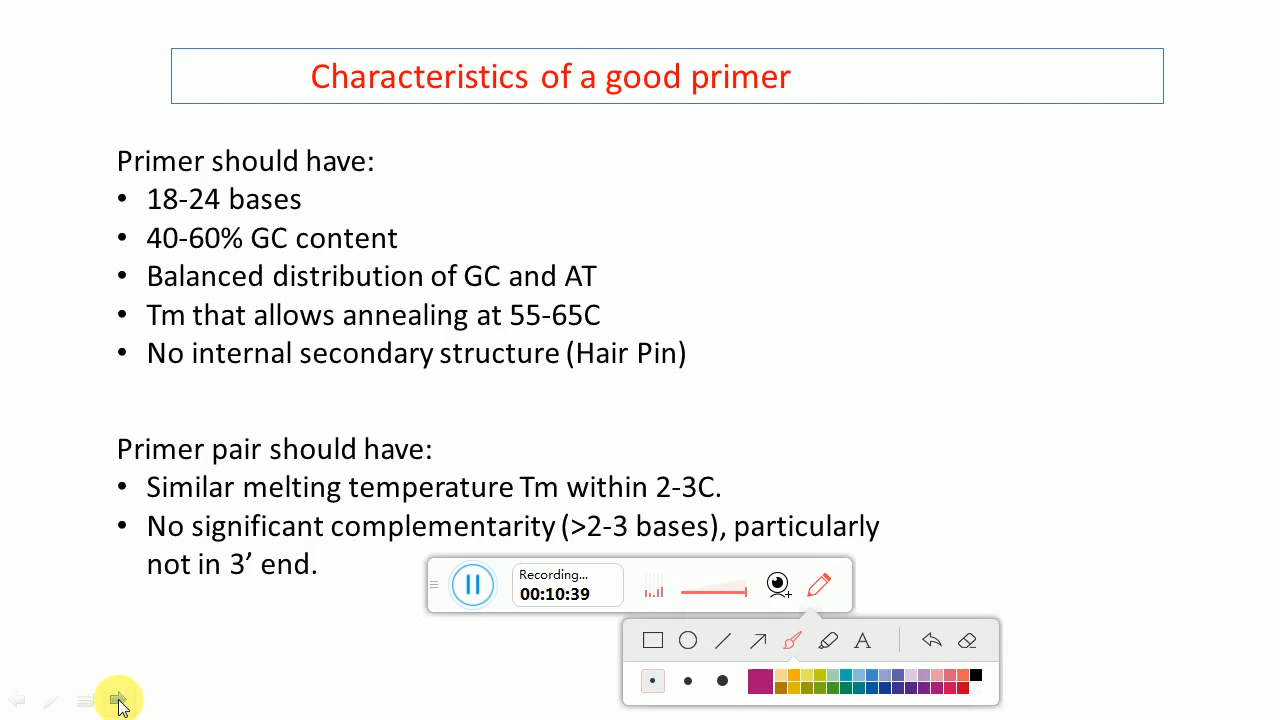 Characteristics of a good primer
Primer should have:
• 18-24 bases
• 40-60% GC content
• Balanced distribution of GC and AT
• Tm that allows annealing at 55-65C
• No internal secondary structure (Hair Pin)
Primer pair should have:
• Similar melting temperature Tm within 2-3C.
• No significant complementarity (>2-3 bases), particularly
not in 3’ end.
Recording...
00:10:39
A